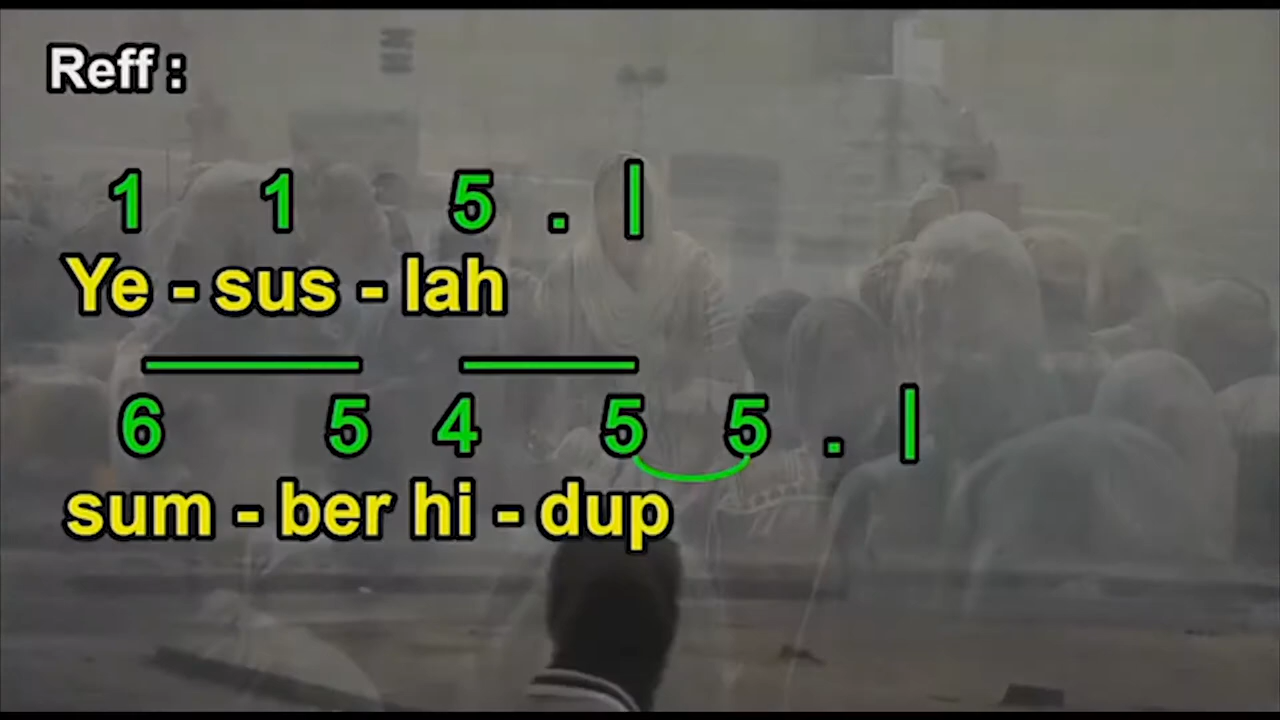 Reff :
1 1 5 . |
Ye - sus - lah
6 5 4 5 5 . |
sum - ber hi - dup